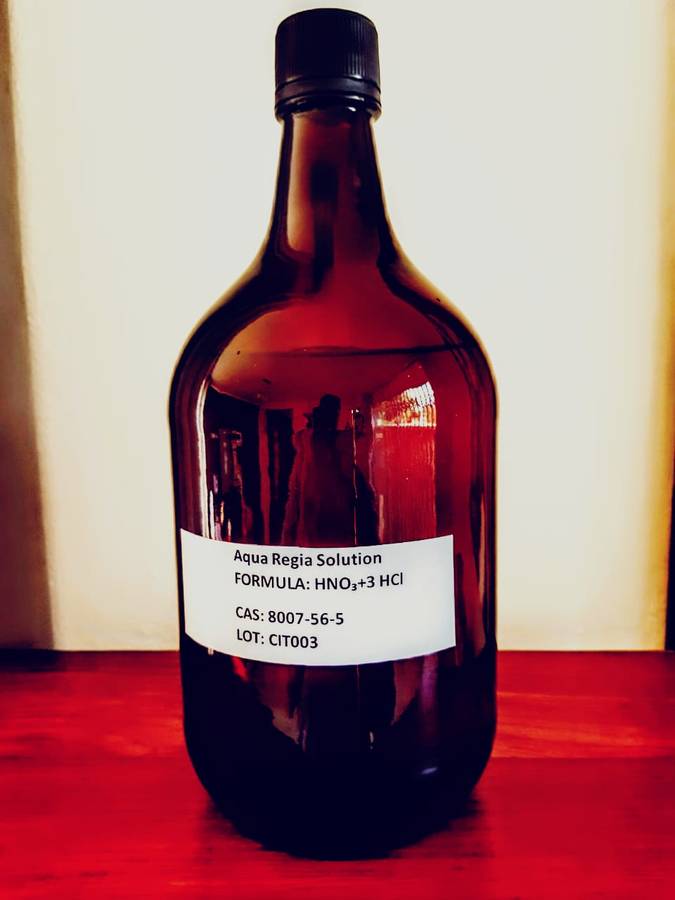 Aqua Regia Solution
FORMULA: HNO₃+3 HCl
CAS: 8007-56-5
LOT: CIT003